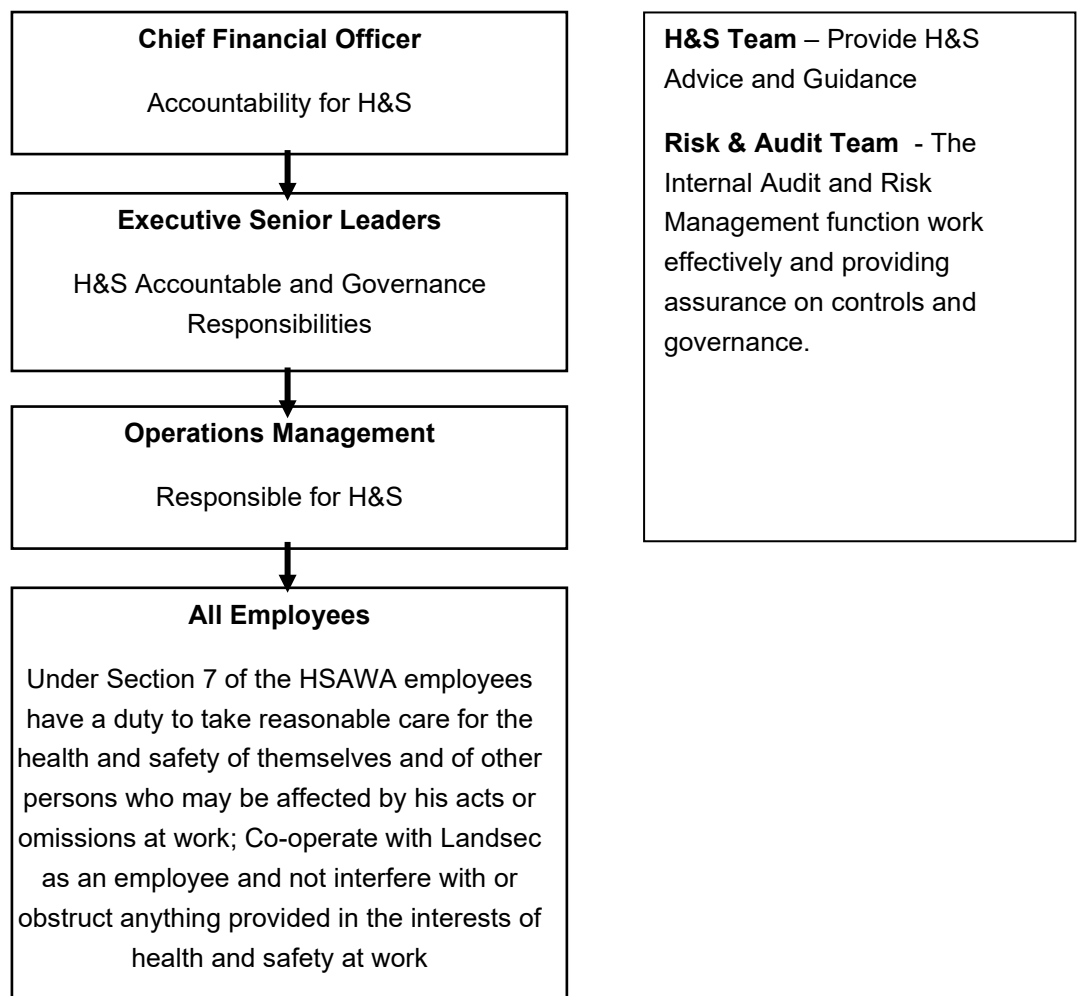 Chief Financial Officer
Accountability for H&S
Executive Senior Leaders
H&S Accountable and Governance
Responsibilities
Operations Management
Responsible for H&S
All Employees
Under Section 7 of the HSAWA employees
have a duty to take reasonable care for the
health and safety of themselves and of other
persons who may be affected by his acts or
omissions at work; Co-operate with Landsec
as an employee and not interfere with or
obstruct anything provided in the interests of
health and safety at work
H&S Team – Provide H&S
Advice and Guidance
Risk & Audit Team - The
Internal Audit and Risk
Management function work
effectively and providing
assurance on controls and
governance.